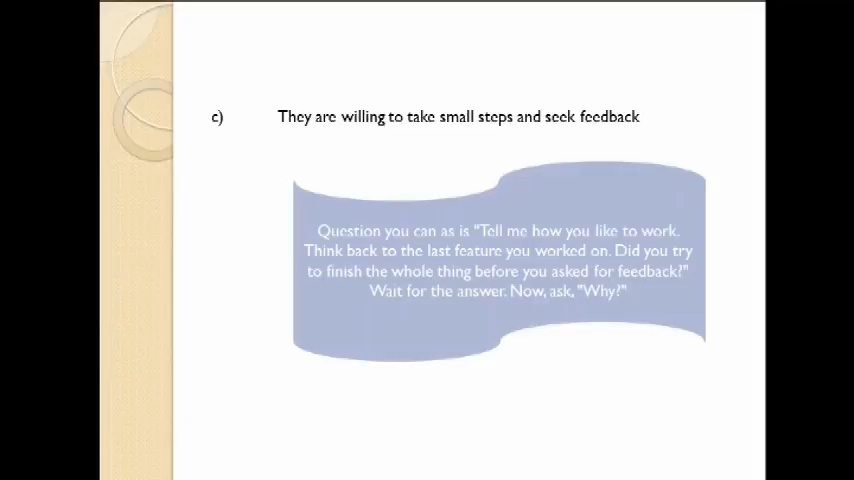 c) They are willing to take small steps and seek feedback
Question you can as is "Tell me how you like to work.
Think back to the last feature you worked on. Did you try
to finish the whole thing before you asked for feedback?"
Wait for the answer. Now, ask, "Why?"